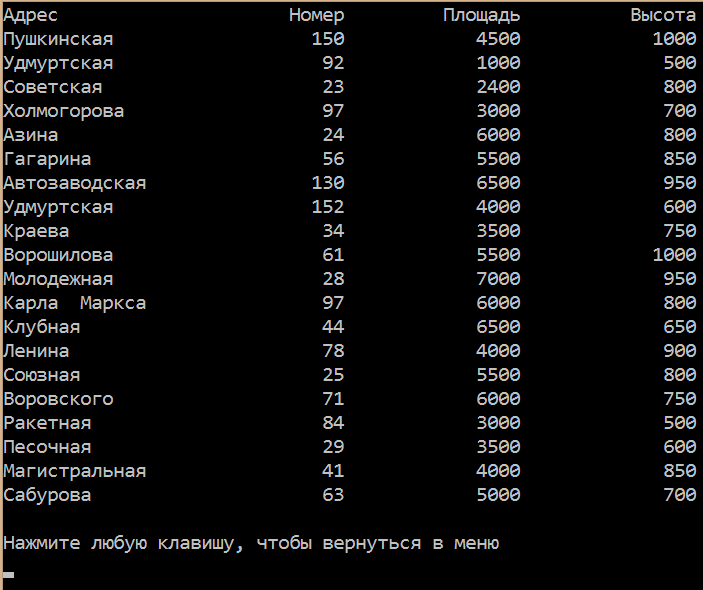 Адрес Номер Площадь Высота
Пушкинская 150 4500 1000
Удмуртская 92 1000 500
Советская 23 2400 800
Холмогорова 97 3000 700
Азина 24 6000 800
Гагарина 56 5500 850
Автозаводская 130 6500 950
Удмуртская 152 4000 600
Краева 34 3500 750
Ворошилова 61 5500 1000
Молодежная 28 7000 950
Карла  Маркса 97 6000 800
Клубная 44 6500 650
Ленина 78 4000 900
Союзная 25 5500 800
Воровского 71 6000 750
Ракетная 84 3000 500
Песочная 29 3500 600
Магистральная 41 4000 850
Сабурова 63 5000 700
Нажмите любую клавишу, чтобы вернуться в меню